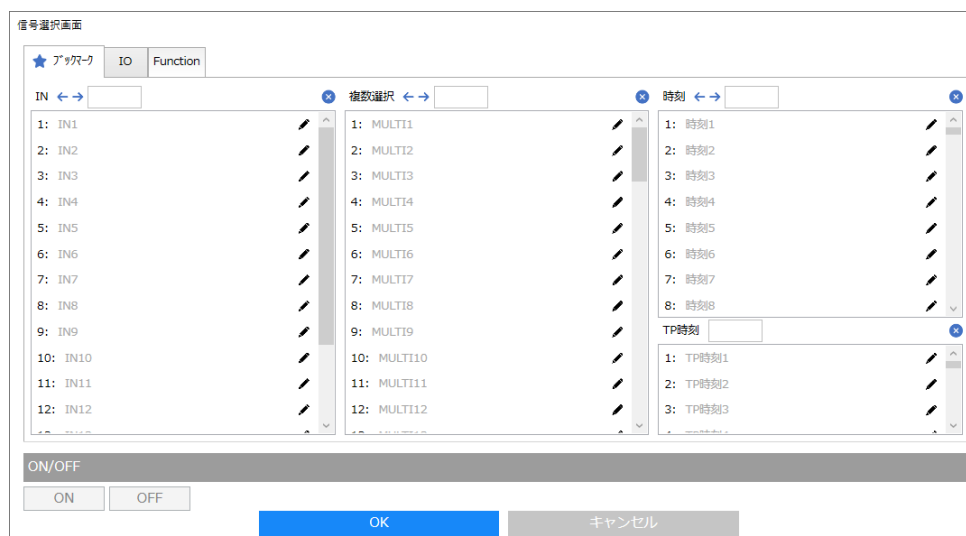 信号選択画面
ブックマーク IO Function
IN ←→
1: IN1
2: IN2
3: IN3
4: IN4
5: IN5
6: IN6
7: IN7
8: IN8
9: IN9
10: IN10
11: IN11
12: IN12
複数選択 ←→
1: MULTI1
2: MULTI2
3: MULTI3
4: MULTI4
5: MULTI5
6: MULTI6
7: MULTI7
8: MULTI8
9: MULTI9
10: MULTI10
11: MULTI11
12: MULTI12
時刻 ←→
1: 時刻1
2: 時刻2
3: 時刻3
4: 時刻4
5: 時刻5
6: 時刻6
7: 時刻7
8: 時刻8
TP時刻
1: TP時刻1
2: TP時刻2
3: TP時刻3
ON/OFF
ON OFF
OK キャンセル